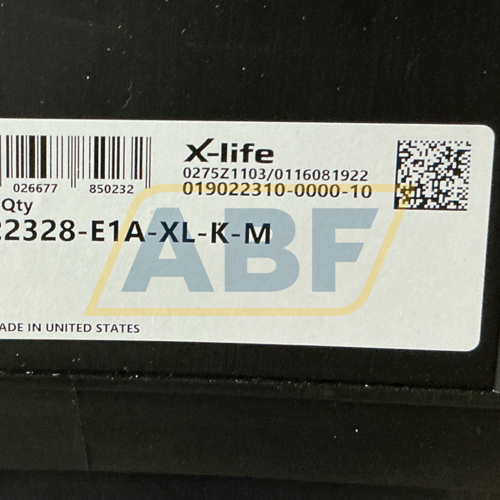 X-life
0275Z1103/0116081922
019022310-0000-10
026677 850232
Qty
22328-E1A-XL-K-M
ABF
ADE IN UNITED STATES